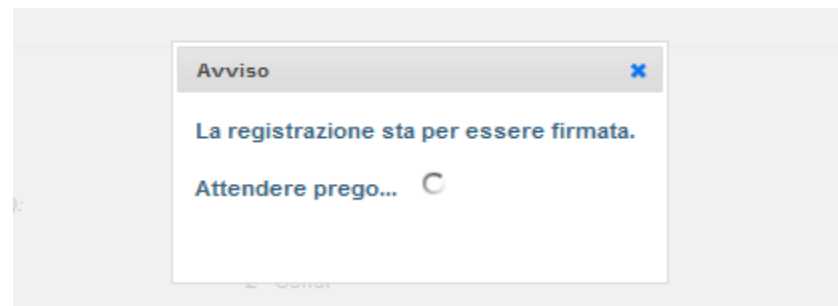 Avviso
La registrazione sta per essere firmata.
Attendere prego...
):